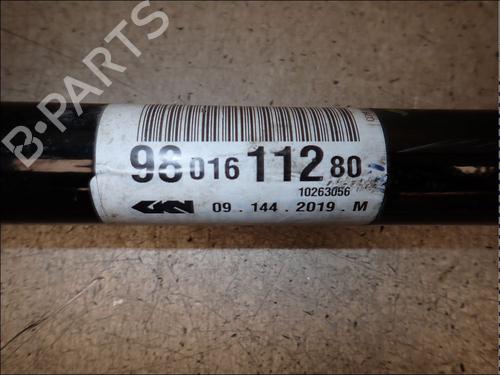 B-PARTS
98 016 112 80
10263056
GKN 09 . 144 . 2019 . M